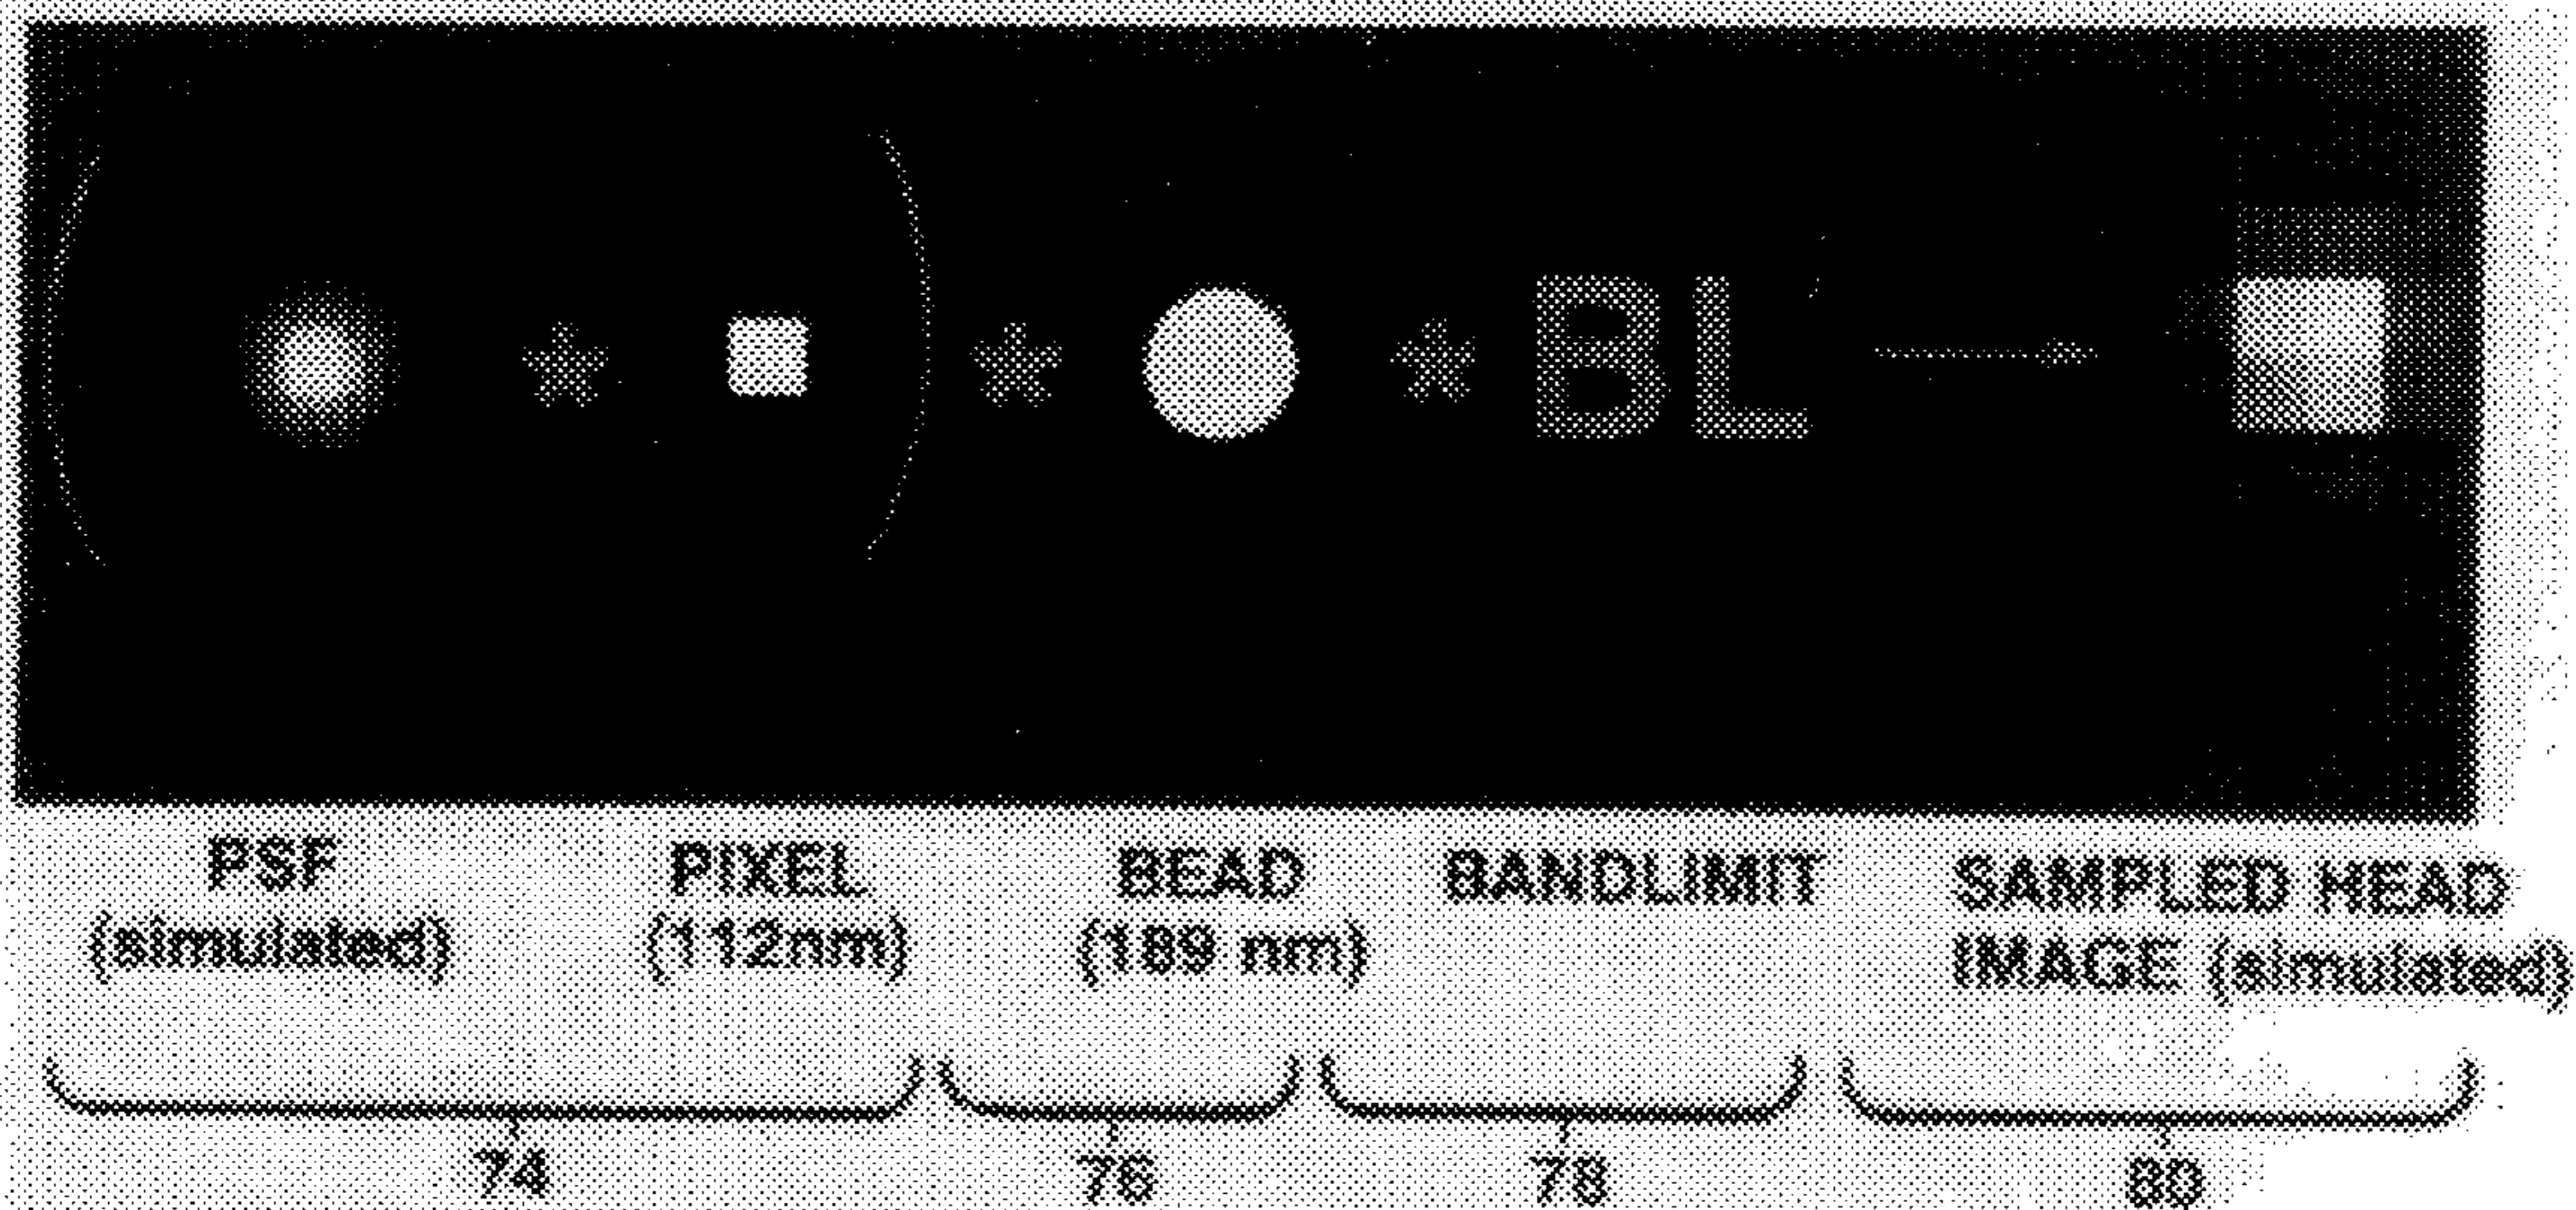 BL
PSF
(simulated)
PIXEL
(112nm)
BEAD
(189 nm)
BANDLIMIT
SAMPLED HEAD
IMAGE (simulated)
74
76
78
80